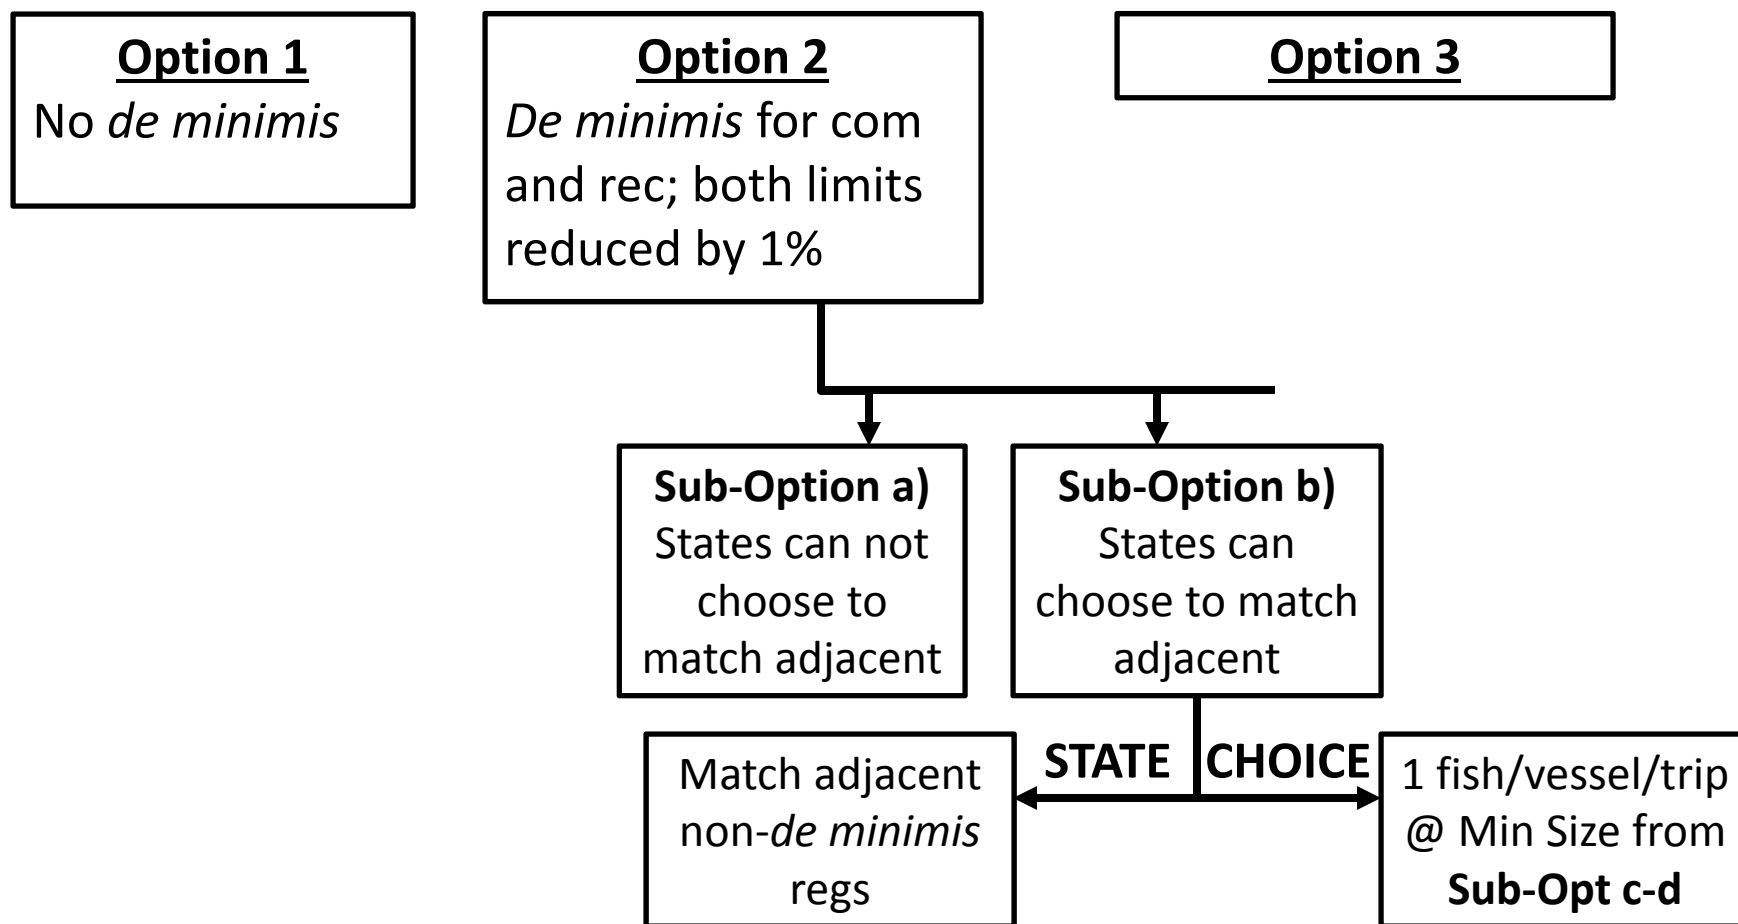 Option 1
No de minimis
Option 2
De minimis for com
and rec; both limits
reduced by 1%
Option 3
Sub-Option a)
States can not
choose to
match adjacent
Sub-Option b)
States can
choose to match
adjacent
Match adjacent
non-de minimis
regs
STATE CHOICE
1 fish/vessel/trip
@ Min Size from
Sub-Opt c-d